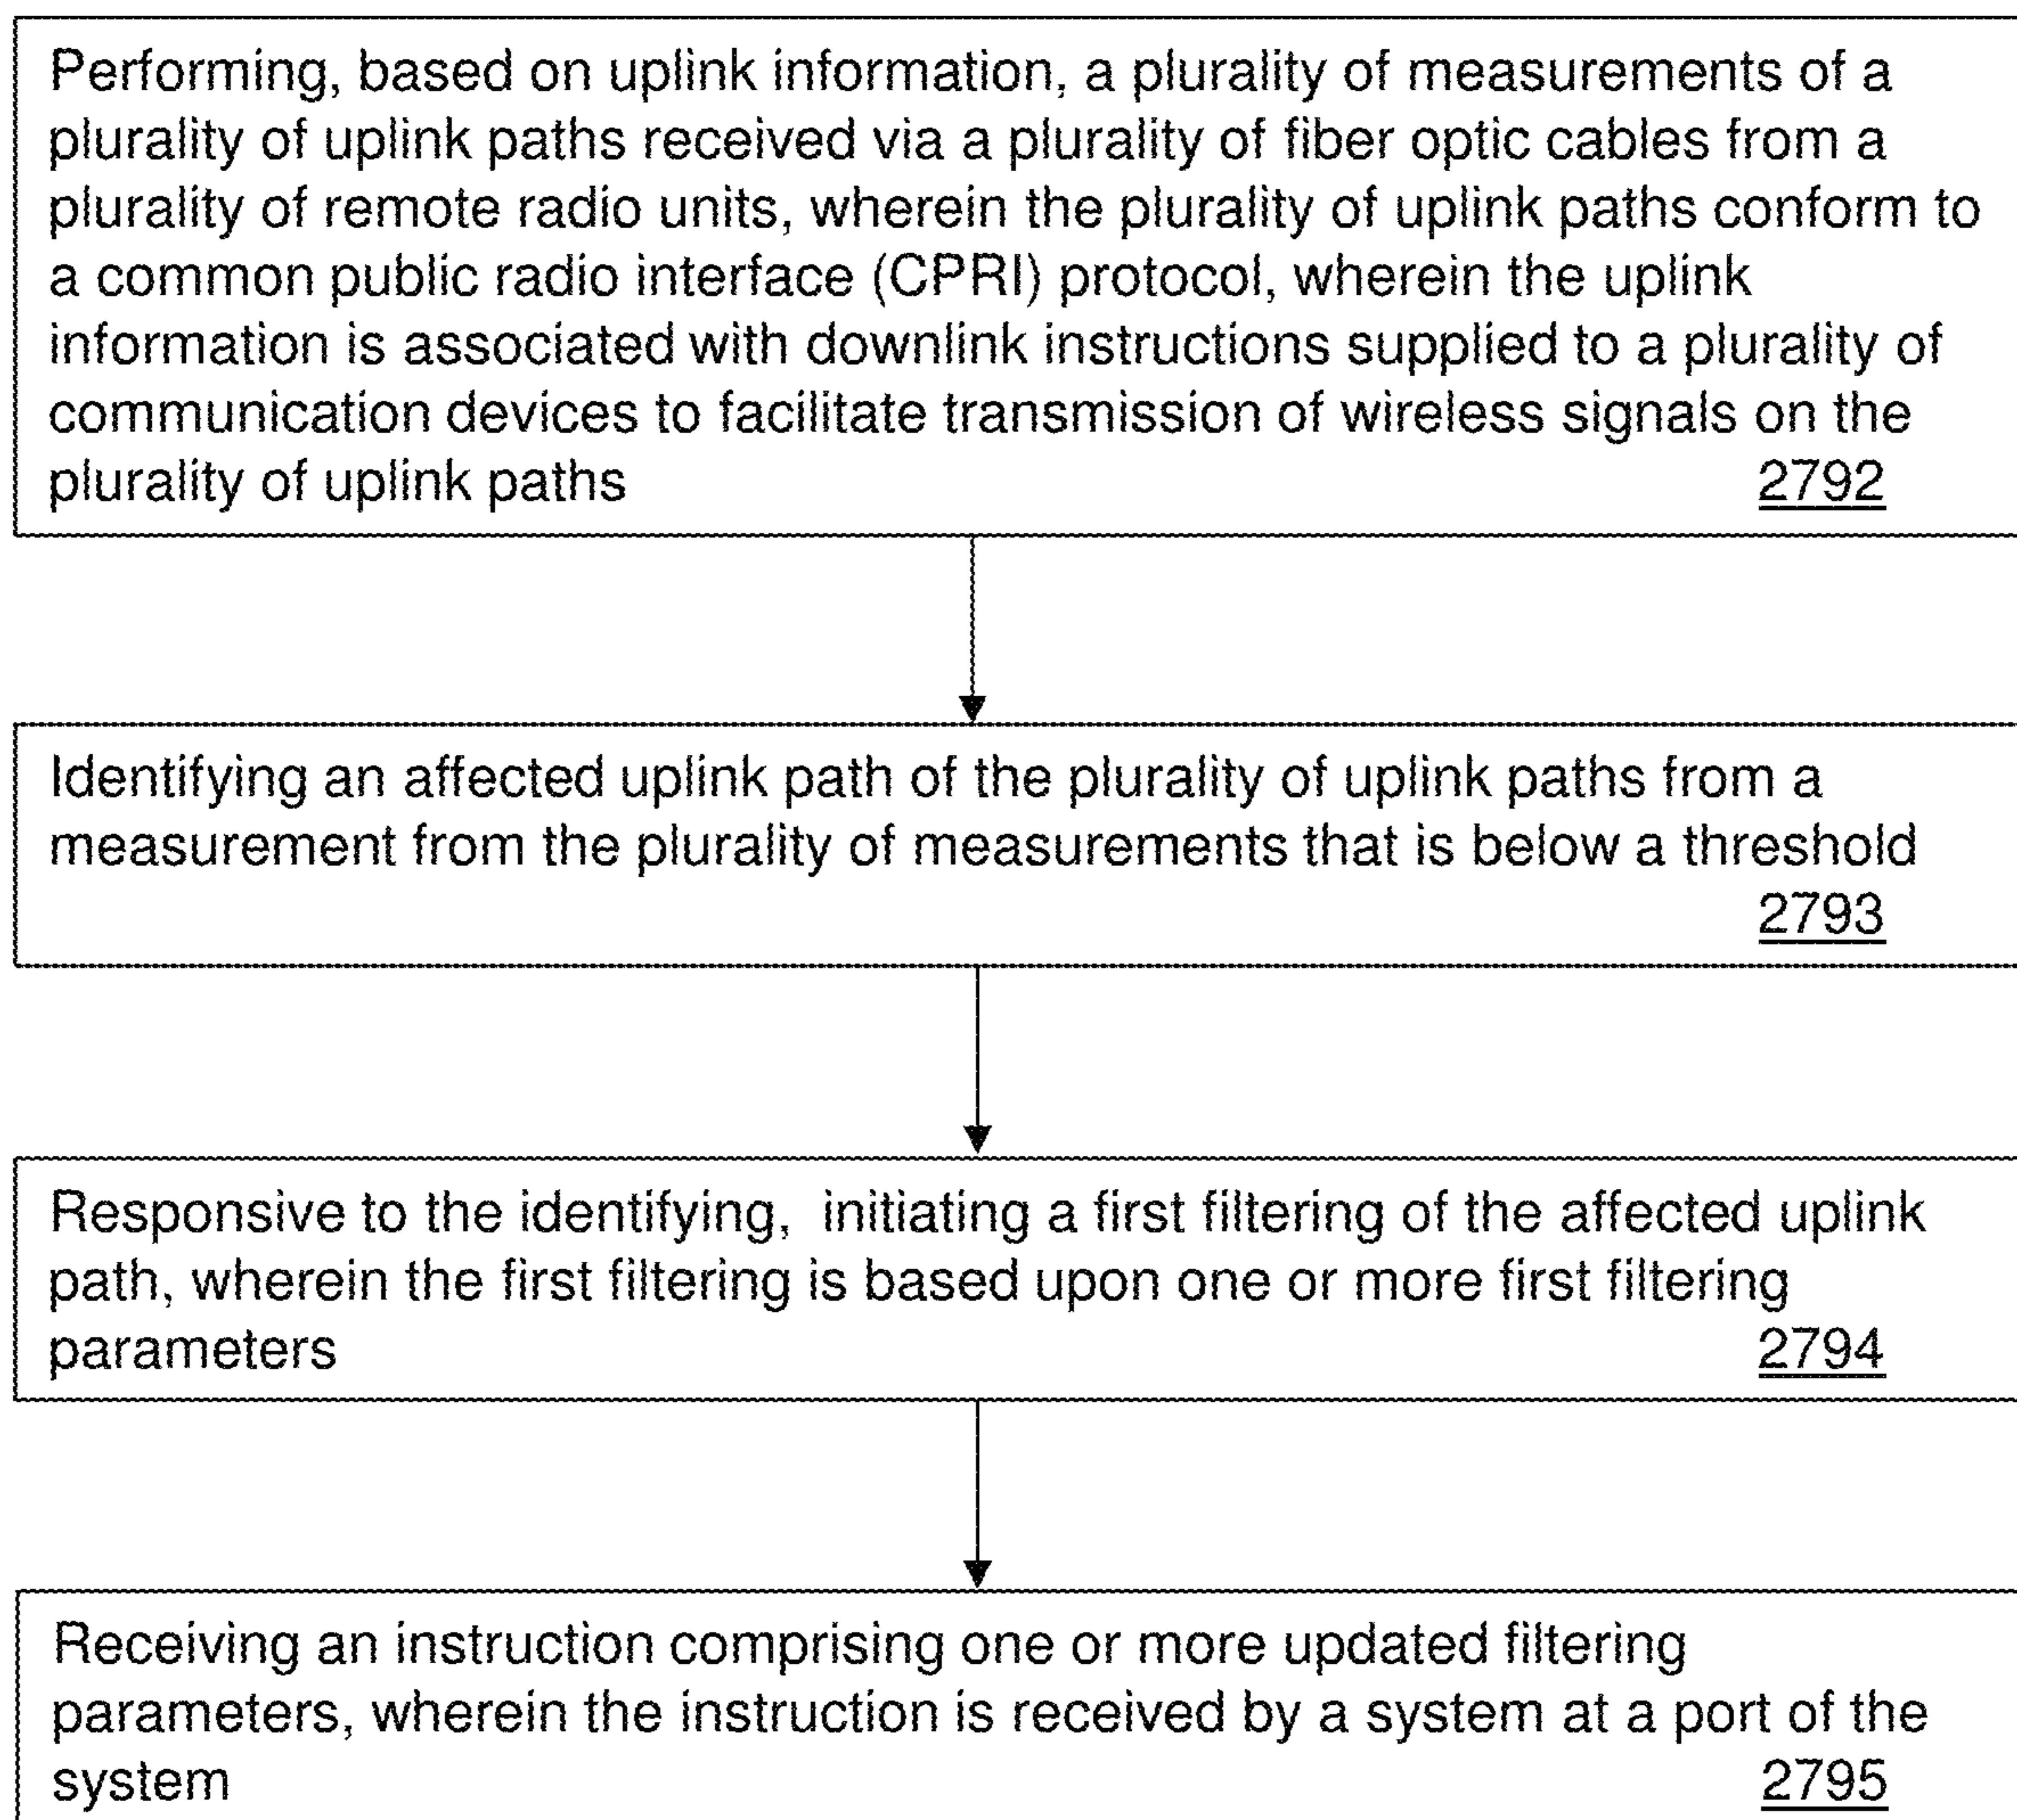 Performing, based on uplink information, a plurality of measurements of a
plurality of uplink paths received via a plurality of fiber optic cables from a
plurality of remote radio units, wherein the plurality of uplink paths conform to
a common public radio interface (CPRI) protocol, wherein the uplink
information is associated with downlink instructions supplied to a plurality of
communication devices to facilitate transmission of wireless signals on the
plurality of uplink paths 2792
Identifying an affected uplink path of the plurality of uplink paths from a
measurement from the plurality of measurements that is below a threshold
2793
Responsive to the identifying, initiating a first filtering of the affected uplink
path, wherein the first filtering is based upon one or more first filtering
parameters 2794
Receiving an instruction comprising one or more updated filtering
parameters, wherein the instruction is received by a system at a port of the
system 2795